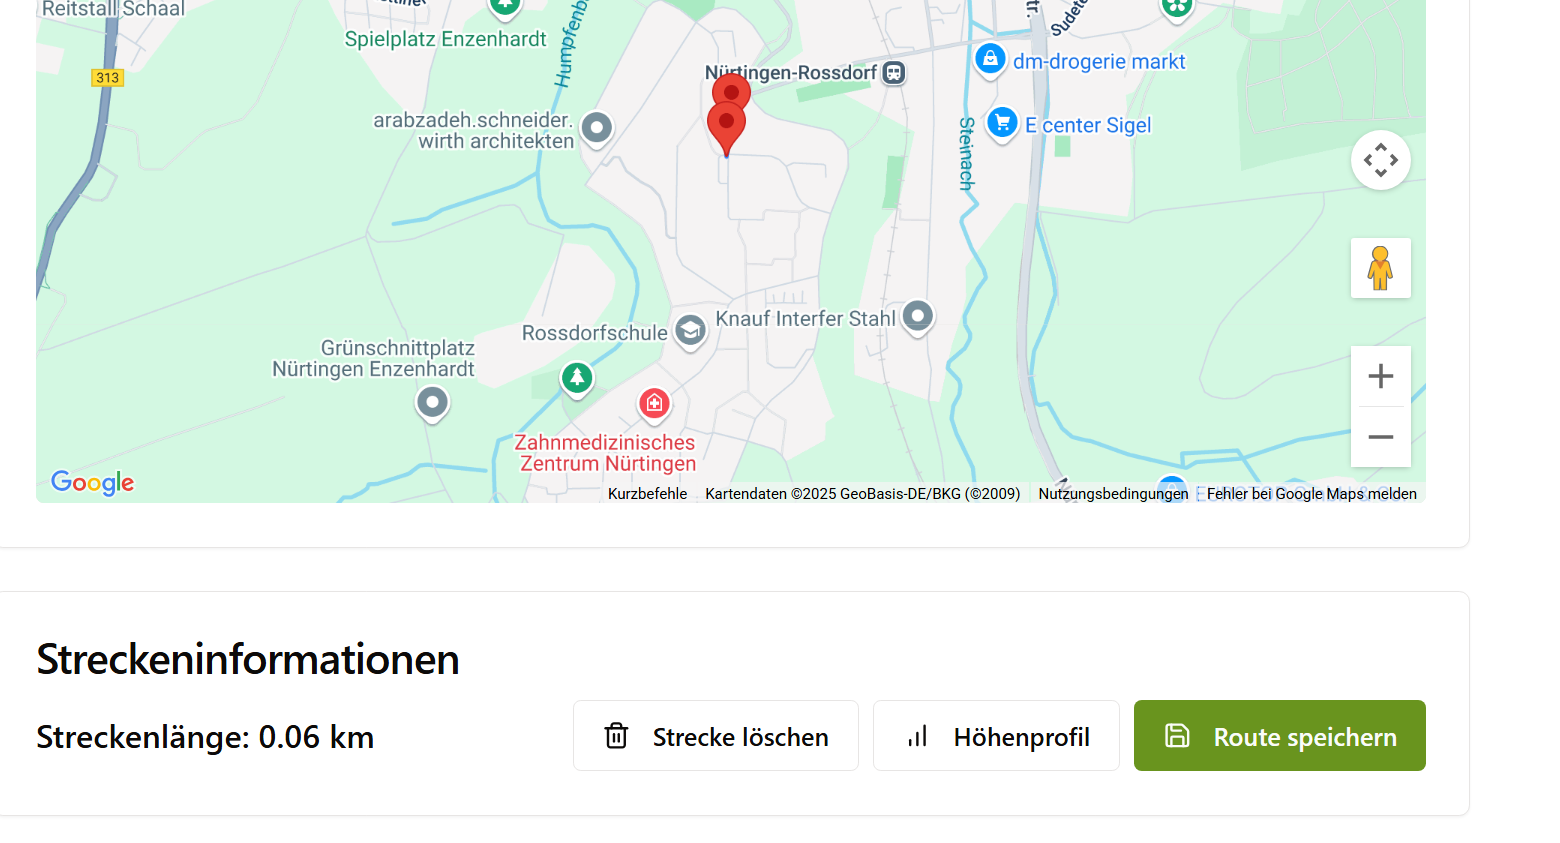 Reitstall Schaal
Spielplatz Enzenhardt
313
Nürtingen-Rossdorf
dm-drogerie markt
arabzadeh.schneider.
wirth architekten
E center Sigel
Steinach
Rossdorfschule
Knauf Interfer Stahl
Grünschnittplatz
Nürtingen Enzenhardt
Zahnmedizinisches
Zentrum Nürtingen
Google
Kurzbefehle
Kartendaten ©2025 GeoBasis-DE/BKG (©2009)
Nutzungsbedingungen
Fehler bei Google Maps melden
Streckeninformationen
Streckenlänge: 0.06 km
Strecke löschen
Höhenprofil
Route speichern